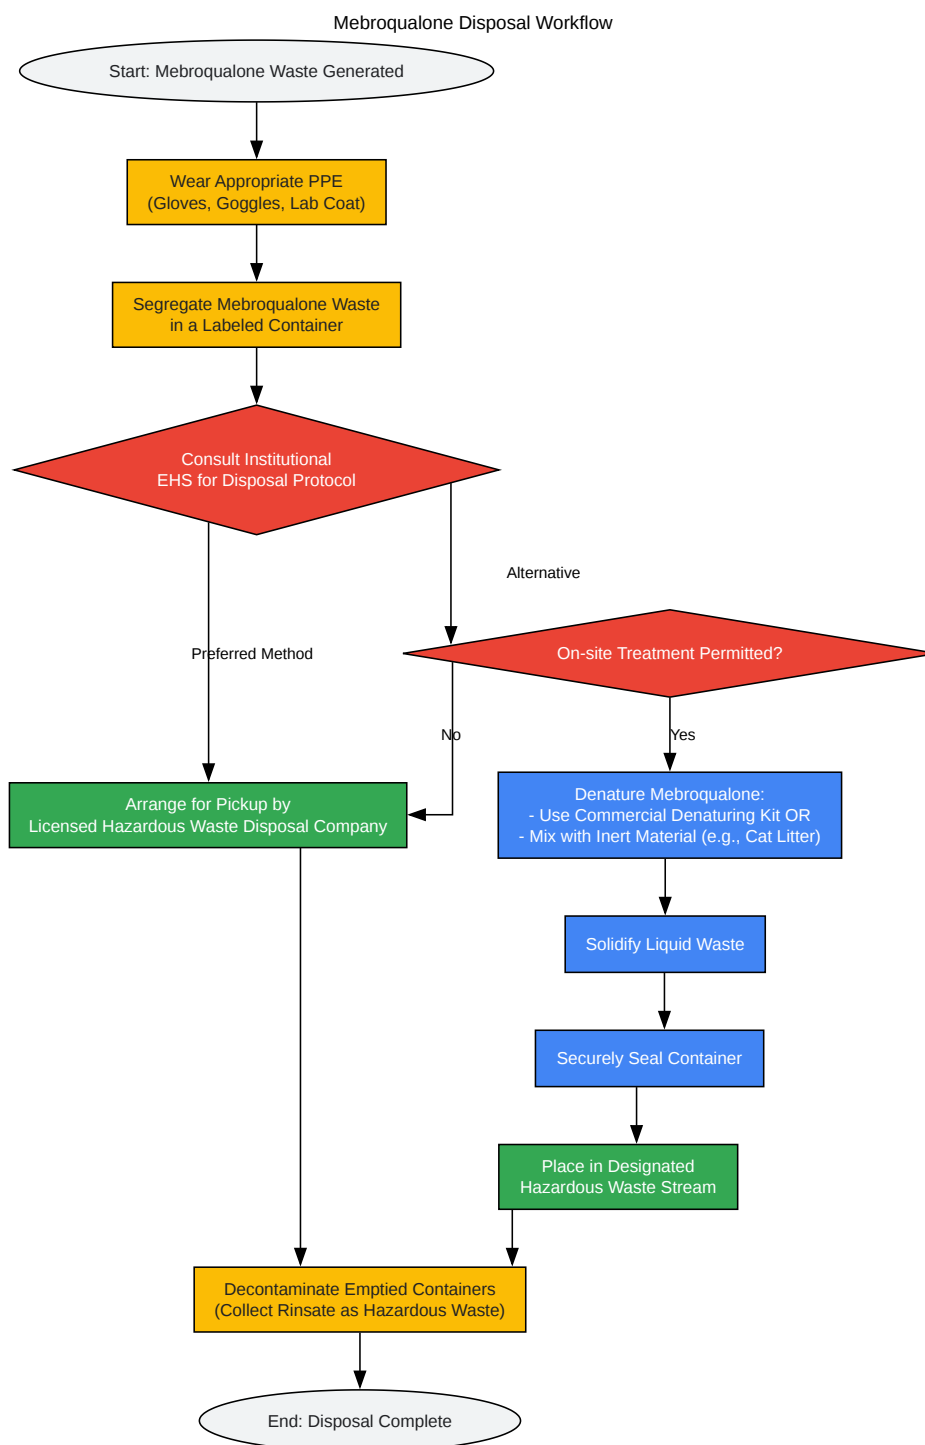 Mebroqualone Disposal Workflow
Start: Mebroqualone Waste Generated
Wear Appropriate PPE
(Gloves, Goggles, Lab Coat)
Segregate Mebroqualone Waste
in a Labeled Container
Consult Institutional
EHS for Disposal Protocol
Alternative
Preferred Method
On-site Treatment Permitted?
No
Yes
Arrange for Pickup by
Licensed Hazardous Waste Disposal Company
Denature Mebroqualone:
- Use Commercial Denaturing Kit OR
- Mix with Inert Material (e.g., Cat Litter)
Solidify Liquid Waste
Securely Seal Container
Place in Designated
Hazardous Waste Stream
Decontaminate Emptied Containers
(Collect Rinsate as Hazardous Waste)
End: Disposal Complete